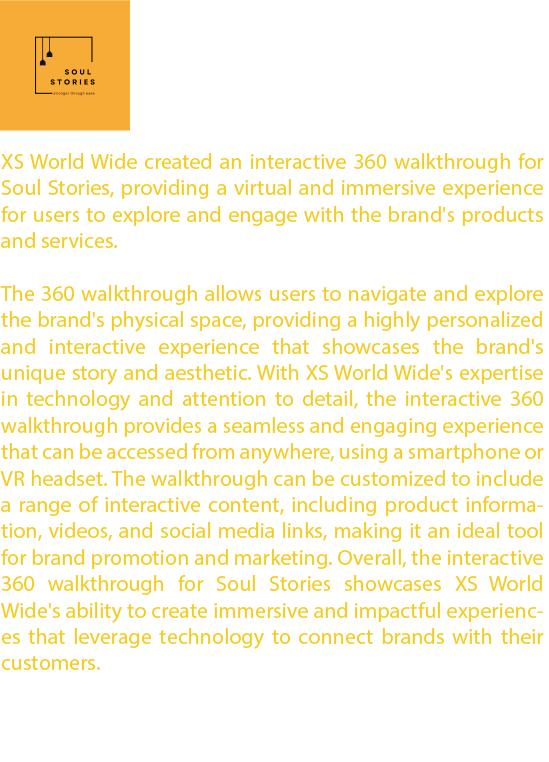 SOUL
STORIES
XS World Wide created an interactive 360 walkthrough for
Soul Stories, providing a virtual and immersive experience
for users to explore and engage with the brand's products
and services.
The 360 walkthrough allows users to navigate and explore
the brand's physical space, providing a highly personalized
and interactive experience that showcases the brand's
unique story and aesthetic. With XS World Wide's expertise
in technology and attention to detail, the interactive 360
walkthrough provides a seamless and engaging experience
that can be accessed from anywhere, using a smartphone or
VR headset. The walkthrough can be customized to include
a range of interactive content, including product informa-
tion, videos, and social media links, making it an ideal tool
for brand promotion and marketing. Overall, the interactive
360 walkthrough for Soul Stories showcases XS World
Wide's ability to create immersive and impactful experienc-
es that leverage technology to connect brands with their
customers.